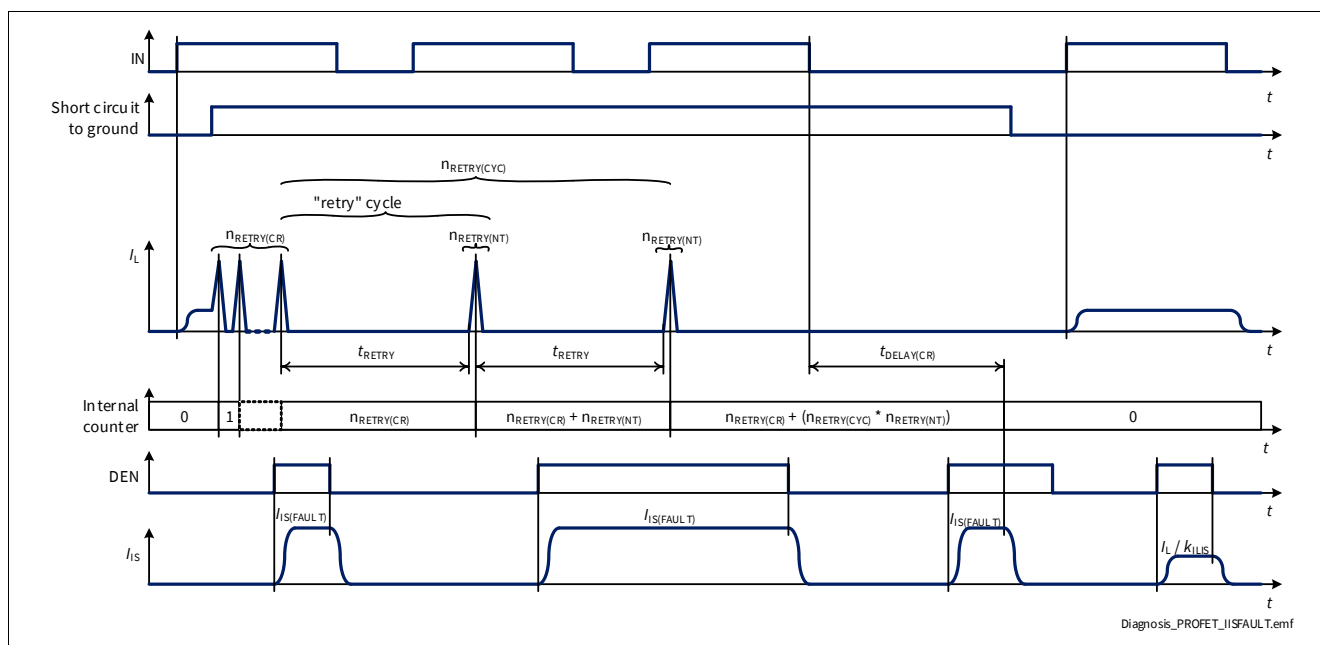 IN
t
Short circuit
to ground
t
nRETRY(CYC)
"retry" cycle
nRETRY(CR)
nRETRY(NT)
nRETRY(NT)
IL
t
tRETRY
tRETRY
tDELAY(CR)
Internal
counter
0
1
nRETRY(CR)
nRETRY(CR) + nRETRY(NT)
nRETRY(CR) + (nRETRY(CYC) * nRETRY(NT))
0
t
DEN
t
IIS(FAULT)
IIS(FAULT)
IIS(FAULT)
IL / kILIS
IIS
t
Diagnosis_PROFET_IISFAULT.emf